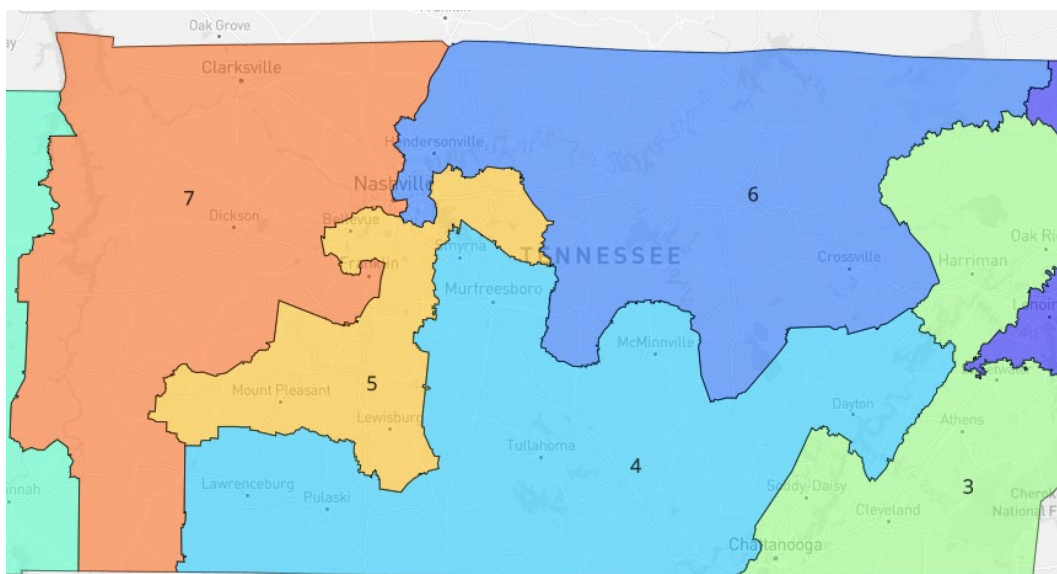 Oak Grove
Clarksville
Hendersonville
Nashville
7
6
Dickson
Bellevue
Smyrna
TENNESSEE
Crossville
Oak Ri
Franklin
Harriman
Murfreesboro
Lenoir
McMinnville
5
Mount Pleasant
Dayton
Lewisburg
Athens
Tullahoma
4
Lawrenceburg
Pulaski
Soddy-Daisy
3
Cherok
National F
Cleveland
Chattanooga